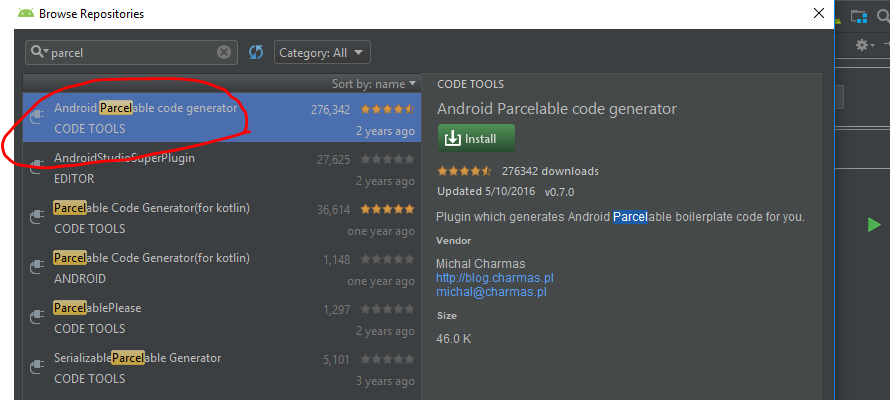 Browse Repositories
parcel
Category: All
Sort by: name
Android Parcelable code generator
276,342
CODE TOOLS
2 years ago
AndroidStudioSuperPlugin
27,625
EDITOR
2 years ago
Parcelable Code Generator(for kotlin)
36,614
CODE TOOLS
one year ago
Parcelable Code Generator(for kotlin)
1,148
ANDROID
one year ago
ParcelablePlease
1,297
CODE TOOLS
2 years ago
SerializableParcelable Generator
5,101
CODE TOOLS
3 years ago
CODE TOOLS
Android Parcelable code generator
Install
276342 downloads
Updated 5/10/2016 v0.7.0
Plugin which generates Android Parcelable boilerplate code for you.
Vendor
Michal Charmas
http://blog.charmas.pl
michal@charmas.pl
Size
46.0 K